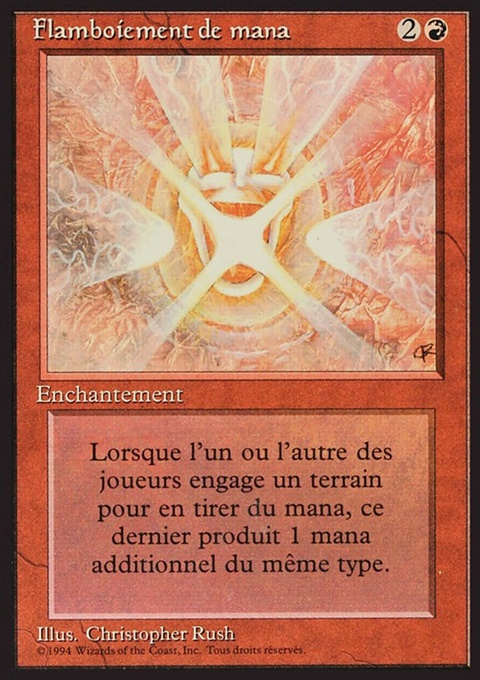 Flamboiement de mana 2
Enchantement
Lorsque l'un ou l'autre des
joueurs engage un terrain
pour en tirer du mana, ce
dernier produit 1 mana
additionnel du même type.
Illus. Christopher Rush
©1994 Wizards of the Coast, Inc. Tous droits réservés.